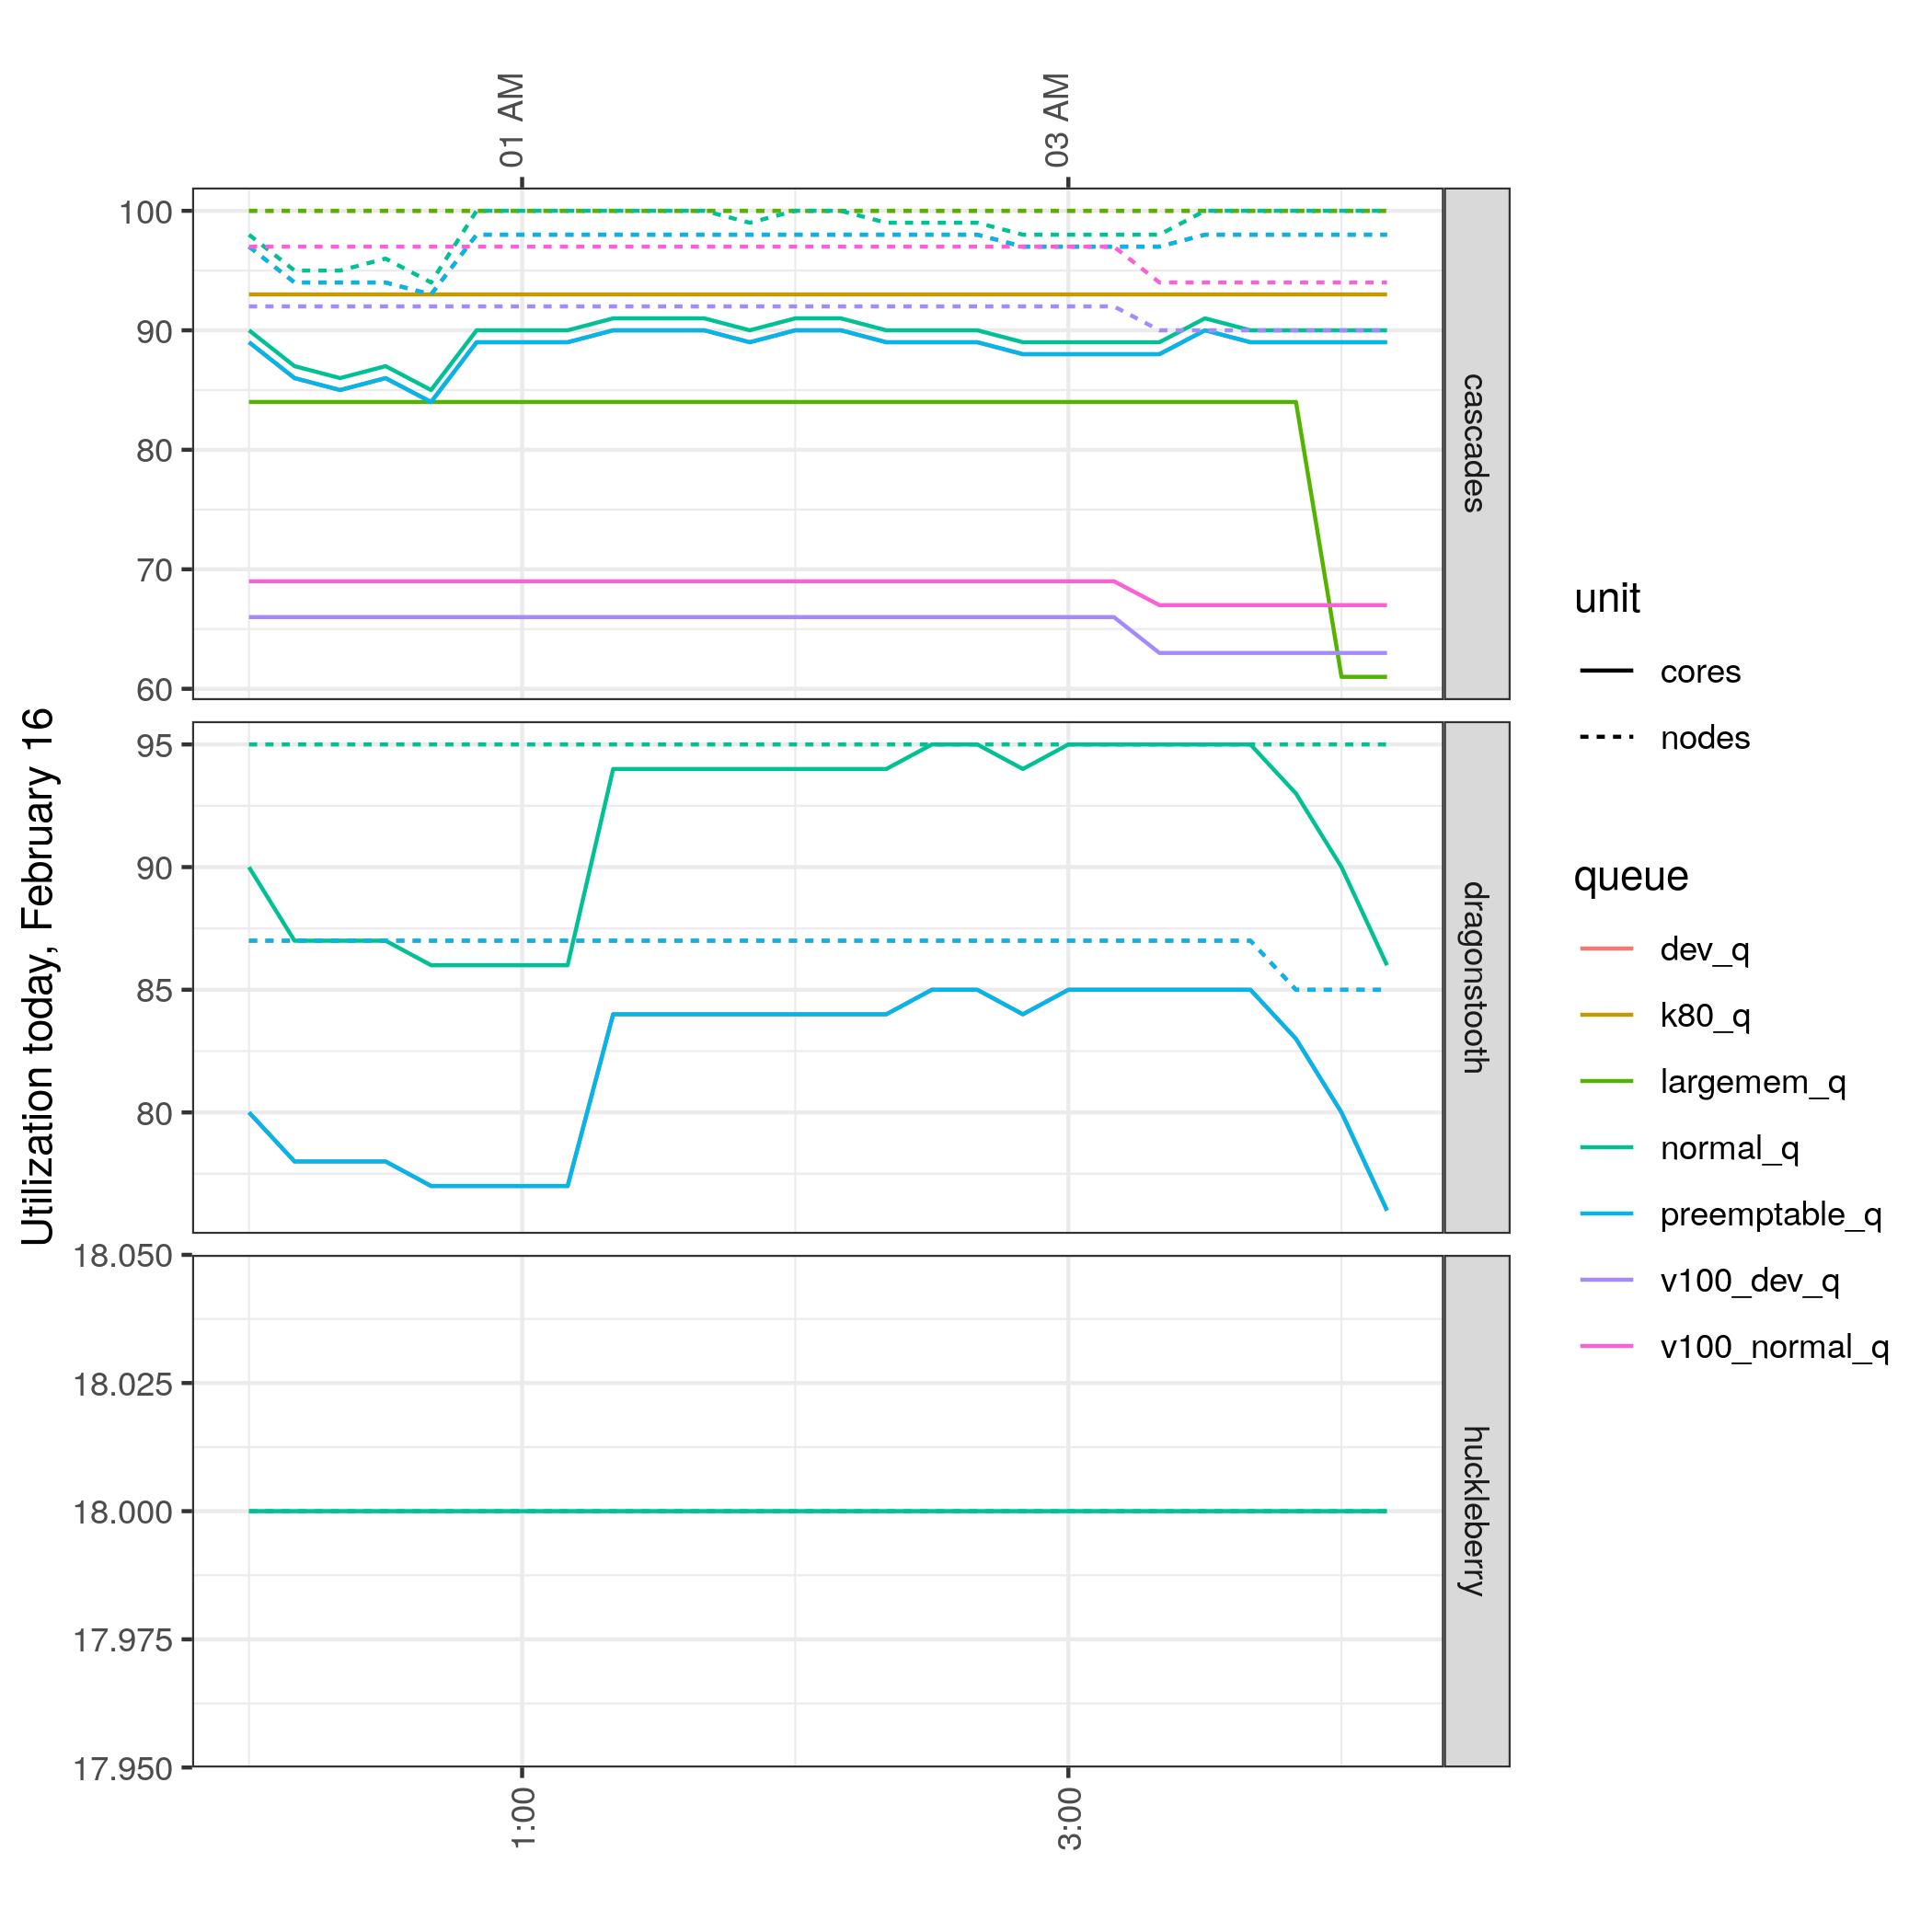 01 AM
03 AM
100
90
80
70
60
cascades
95
90
85
80
dragonstooth
18.050
18.025
18.000
17.975
17.950
huckleberry
1:00
3:00
Utilization today, February 16
unit
cores
nodes
queue
dev_q
k80_q
largemem_q
normal_q
preemptable_q
v100_dev_q
v100_normal_q